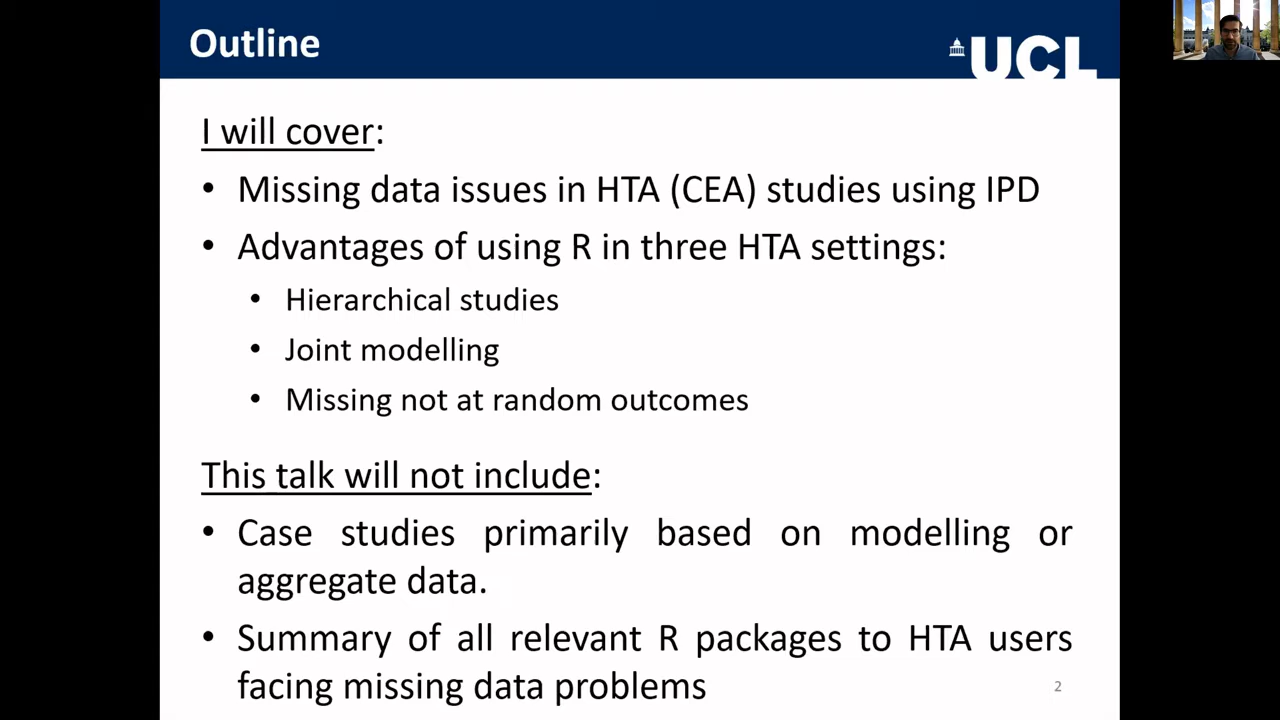 Outline
UCL
I will cover:
• Missing data issues in HTA (CEA) studies using IPD
• Advantages of using R in three HTA settings:
• Hierarchical studies
• Joint modelling
• Missing not at random outcomes
This talk will not include:
• Case studies primarily based on modelling or
aggregate data.
• Summary of all relevant R packages to HTA users
facing missing data problems
2